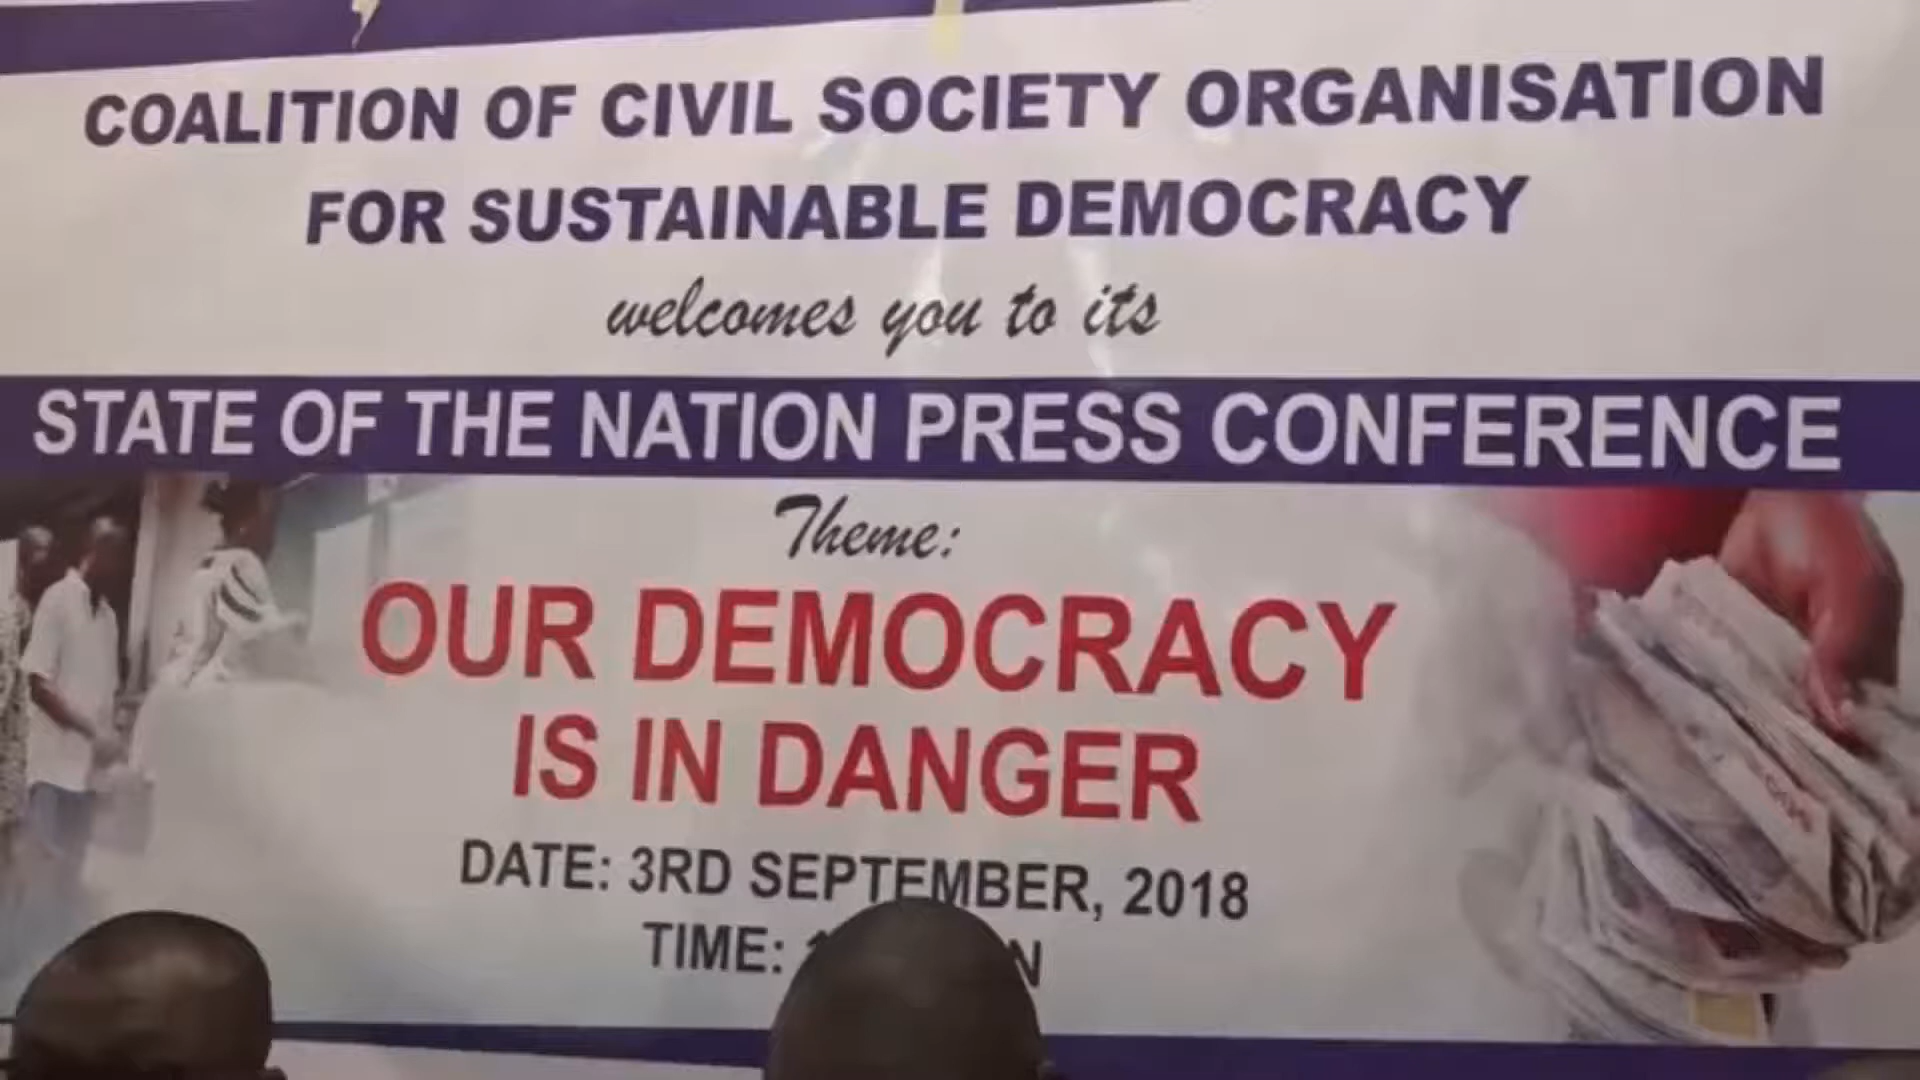 COALITION OF CIVIL SOCIETY ORGANISATION
FOR SUSTAINABLE DEMOCRACY
welcomes you to its
STATE OF THE NATION PRESS CONFERENCE
Theme:
OUR DEMOCRACY
IS IN DANGER
DATE: 3RD SEPTEMBER, 2018
TIME: